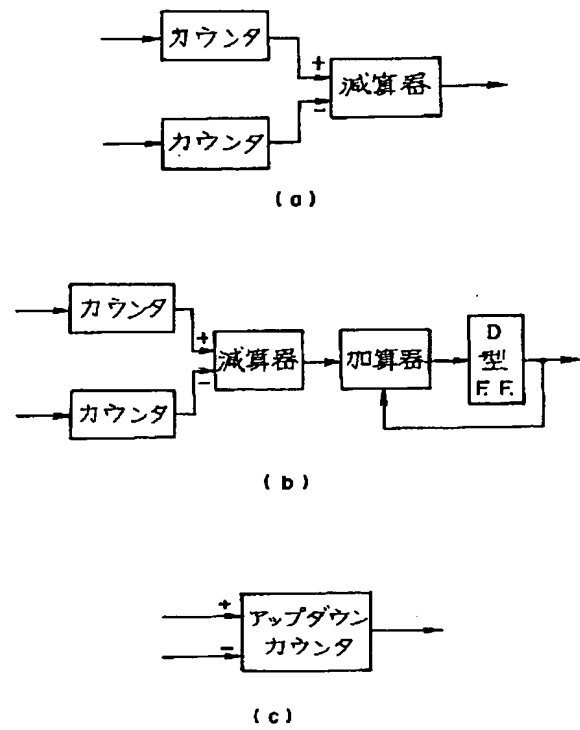 カウンタ
+
減算器
-
カウンタ
(a)
カウンタ
+
減算器
加算器
D
型
F. F.
-
カウンタ
(b)
+
アップダウン
-
カウンタ
(c)